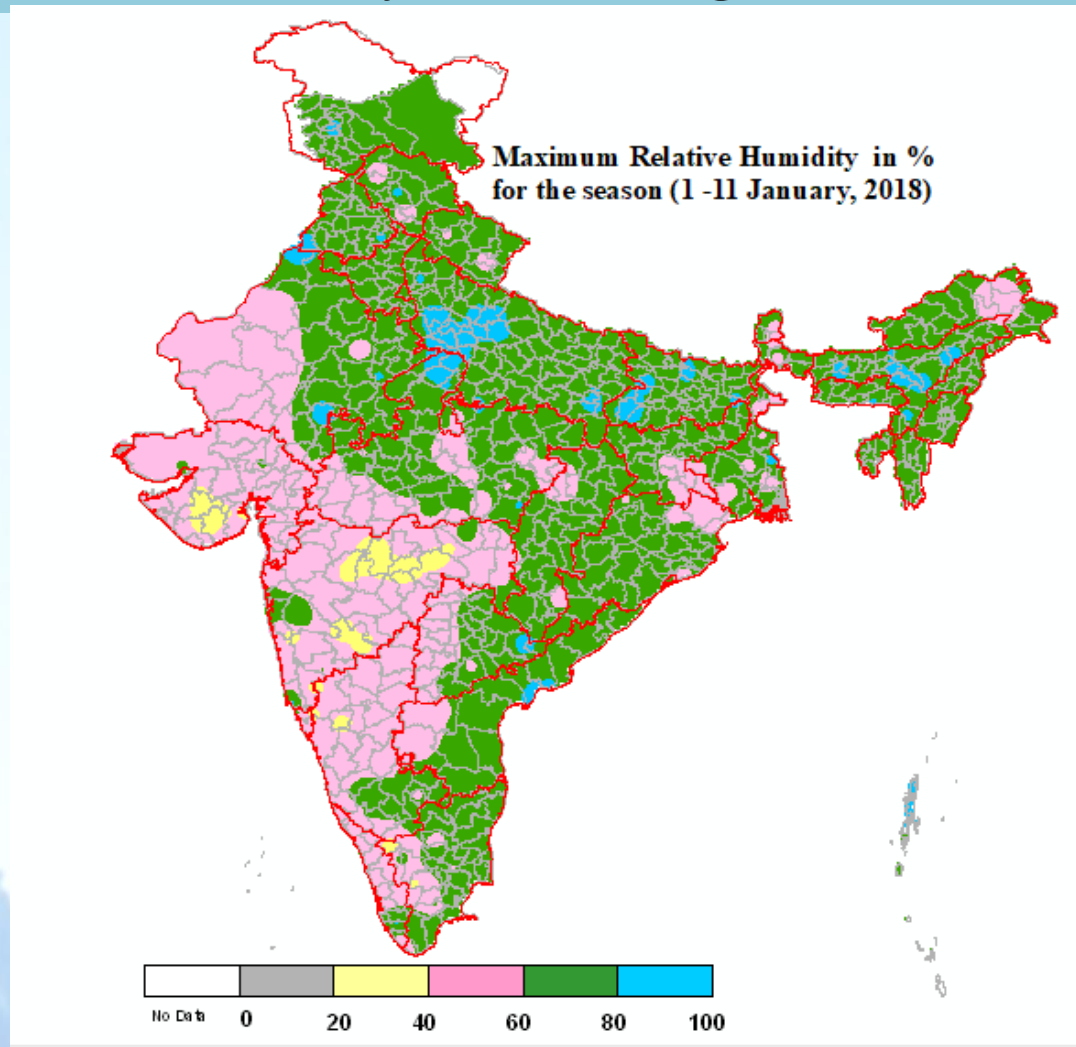 Maximum Relative Humidity in %
for the season (1 -11 January, 2018)
No Data 0 20 40 60 80 100